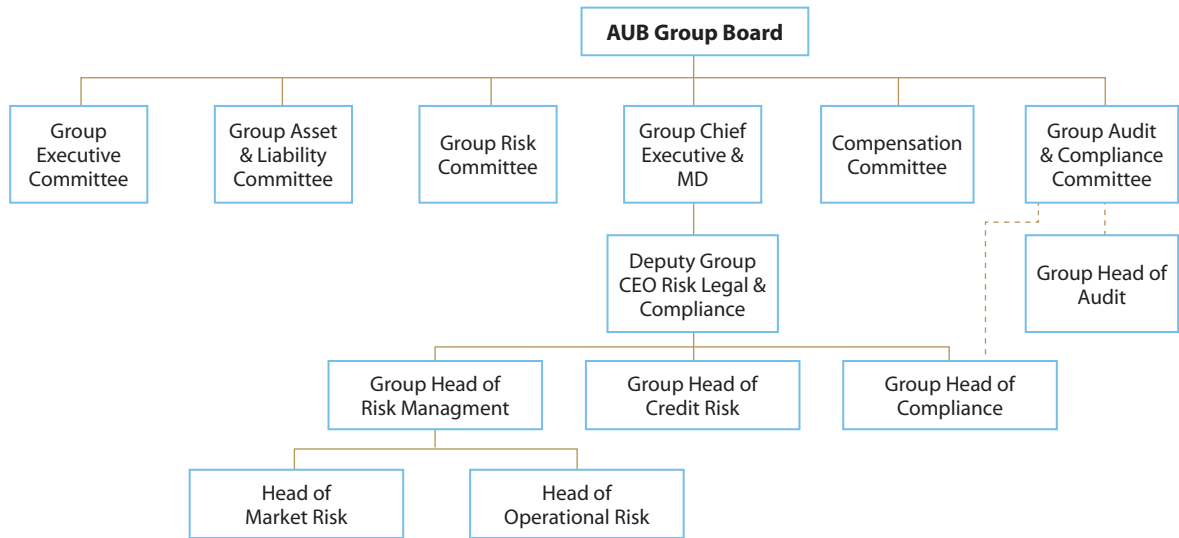 AUB Group Board
Group
Executive
Committee
Group Asset
& Liability
Committee
Group Risk
Committee
Group Chief
Executive &
MD
Compensation
Committee
Group Audit
& Compliance
Committee
Deputy Group
CEO Risk Legal &
Compliance
Group Head of
Audit
Group Head of
Risk Managment
Group Head of
Credit Risk
Group Head of
Compliance
Head of
Market Risk
Head of
Operational Risk